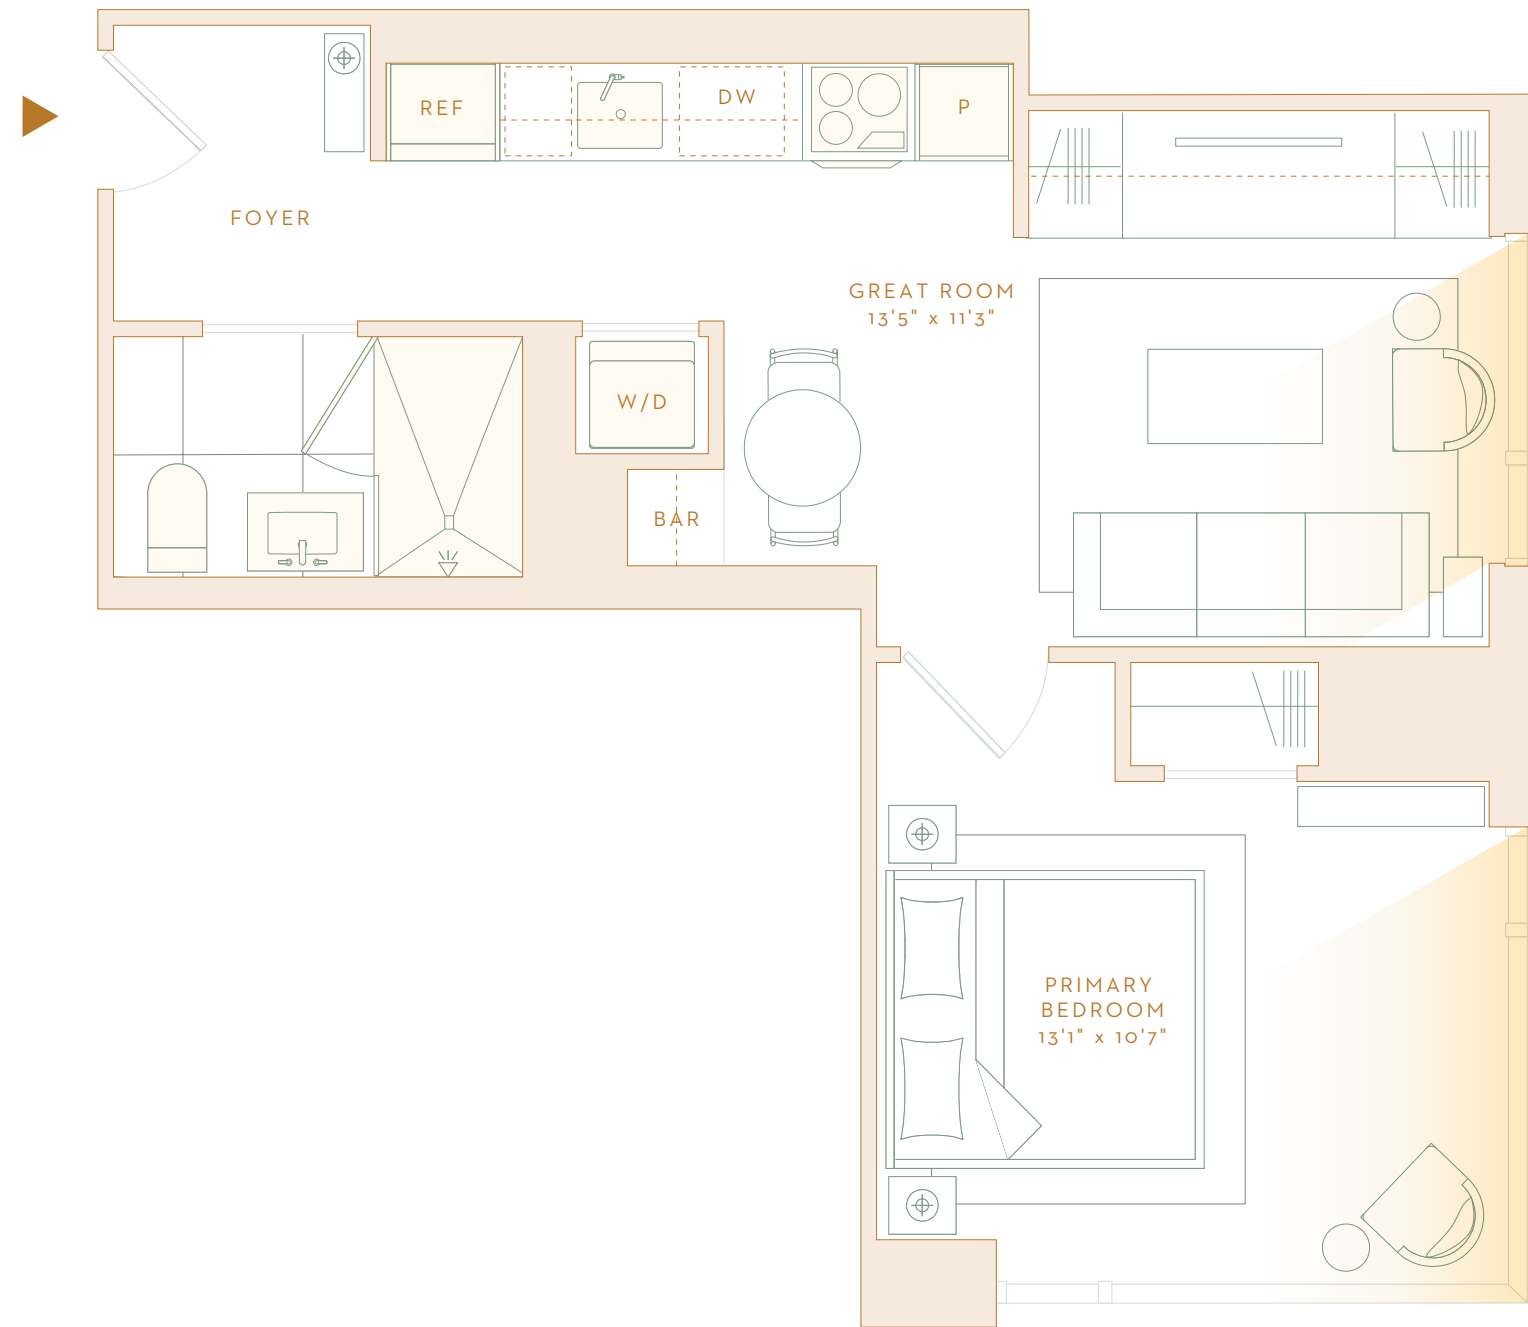 REF
DW
P
FOYER
GREAT ROOM
13'5" x 11'3"
W/D
BAR
PRIMARY
BEDROOM
13'1" x 10'7"